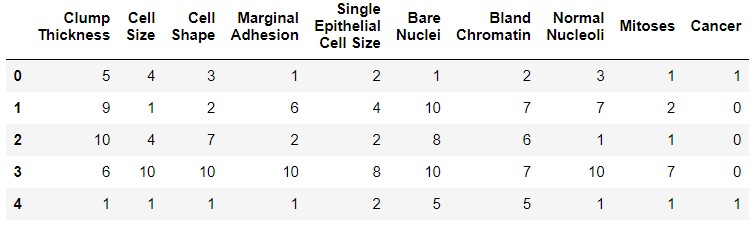 Clump Thickness Cell Size Cell Shape Marginal Adhesion Single Epithelial Cell Size Bare Nuclei Bland Chromatin Normal Nucleoli Mitoses Cancer
0 5 4 3 1 2 1 2 3 1 1
1 9 1 2 6 4 10 7 7 2 0
2 10 4 7 2 2 8 6 1 1 0
3 6 10 10 10 8 10 7 10 7 0
4 1 1 1 1 2 5 5 1 1 1